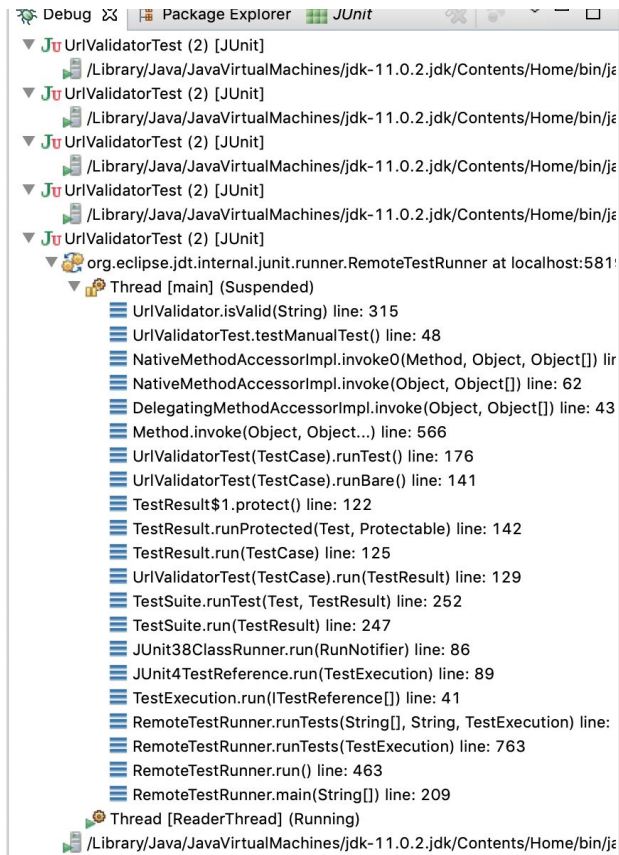 Debug Package Explorer JUnit
JU UrlValidatorTest (2) [JUnit]
/Library/Java/JavaVirtualMachines/jdk-11.0.2.jdk/Contents/Home/bin/ja
JU UrlValidatorTest (2) [JUnit]
/Library/Java/JavaVirtualMachines/jdk-11.0.2.jdk/Contents/Home/bin/ja
JU UrlValidatorTest (2) [JUnit]
/Library/Java/JavaVirtualMachines/jdk-11.0.2.jdk/Contents/Home/bin/ja
JU UrlValidatorTest (2) [JUnit]
/Library/Java/JavaVirtualMachines/jdk-11.0.2.jdk/Contents/Home/bin/ja
JU UrlValidatorTest (2) [JUnit]
org.eclipse.jdt.internal.junit.runner.RemoteTestRunner at localhost:581
Thread [main] (Suspended)
UrlValidator.isValid(String) line: 315
UrlValidatorTest.testManualTest() line: 48
NativeMethodAccessorImpl.invoke0(Method, Object, Object[]) lin
NativeMethodAccessorImpl.invoke(Object, Object[]) line: 62
DelegatingMethodAccessorImpl.invoke(Object, Object[]) line: 43
Method.invoke(Object, Object...) line: 566
UrlValidatorTest(TestCase).runTest() line: 176
UrlValidatorTest(TestCase).runBare() line: 141
TestResult$1.protect() line: 122
TestResult.runProtected(Test, Protectable) line: 142
TestResult.run(TestCase) line: 125
UrlValidatorTest(TestCase).run(TestResult) line: 129
TestSuite.runTest(Test, TestResult) line: 252
TestSuite.run(TestResult) line: 247
JUnit38ClassRunner.run(RunNotifier) line: 86
JUnit4TestReference.run(TestExecution) line: 89
TestExecution.run(ITestReference[]) line: 41
RemoteTestRunner.runTests(String[], String, TestExecution) line:
RemoteTestRunner.runTests(TestExecution) line: 763
RemoteTestRunner.run() line: 463
RemoteTestRunner.main(String[]) line: 209
Thread [ReaderThread] (Running)
/Library/Java/JavaVirtualMachines/jdk-11.0.2.jdk/Contents/Home/bin/ja